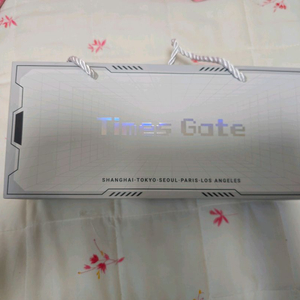 Times Gate
SHANGHAI·TOKYO·SEOUL·PARIS·LOS ANGELES